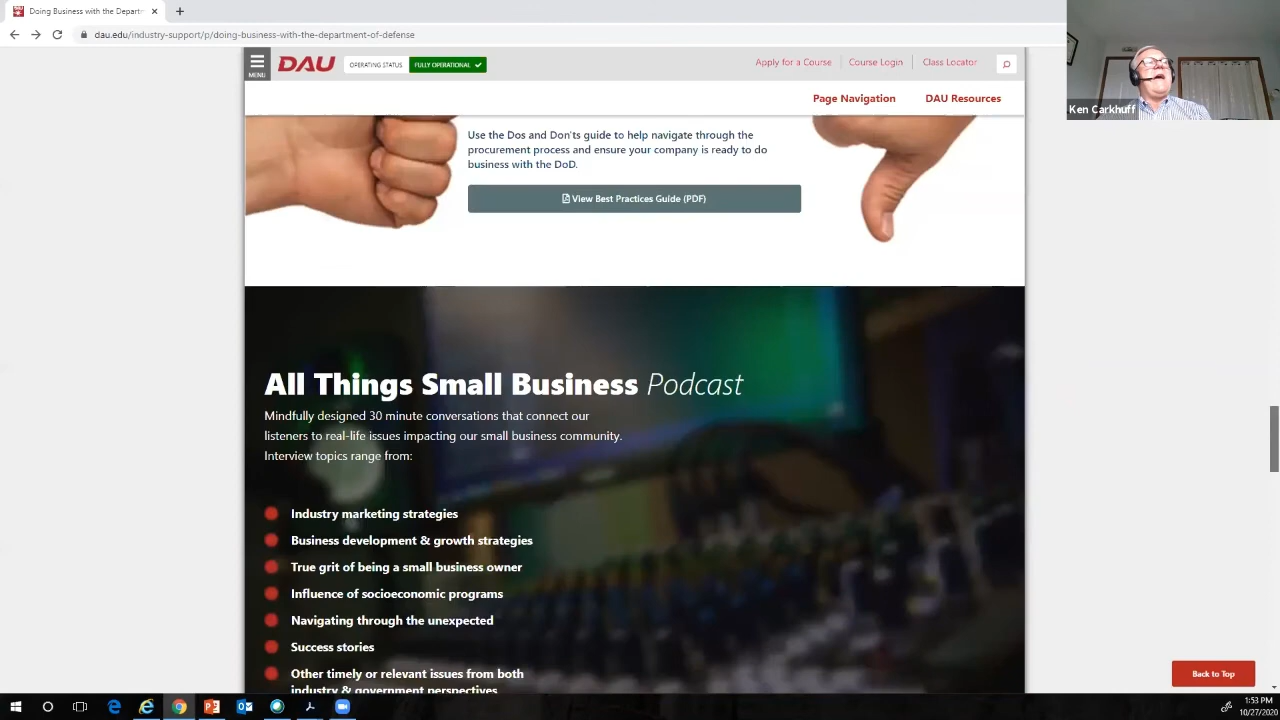 Doing Business with the Departm
dau.edu/industry-support/p/doing-business-with-the-department-of-defense
MENU
DAU
OPERATING STATUS
FULLY OPERATIONAL
Apply for a Course
Course Login
Class Locator
Page Navigation
DAU Resources
Ken Carkhuff
Use the Dos and Don'ts guide to help navigate through the
procurement process and ensure your company is ready to do
business with the DoD.
View Best Practices Guide (PDF)
All Things Small Business Podcast
Mindfully designed 30 minute conversations that connect our
listeners to real-life issues impacting our small business community.
Interview topics range from:
Industry marketing strategies
Business development & growth strategies
True grit of being a small business owner
Influence of socioeconomic programs
Navigating through the unexpected
Success stories
Other timely or relevant issues from both
industry & government perspectives
Back to Top
1:53 PM
10/27/2020